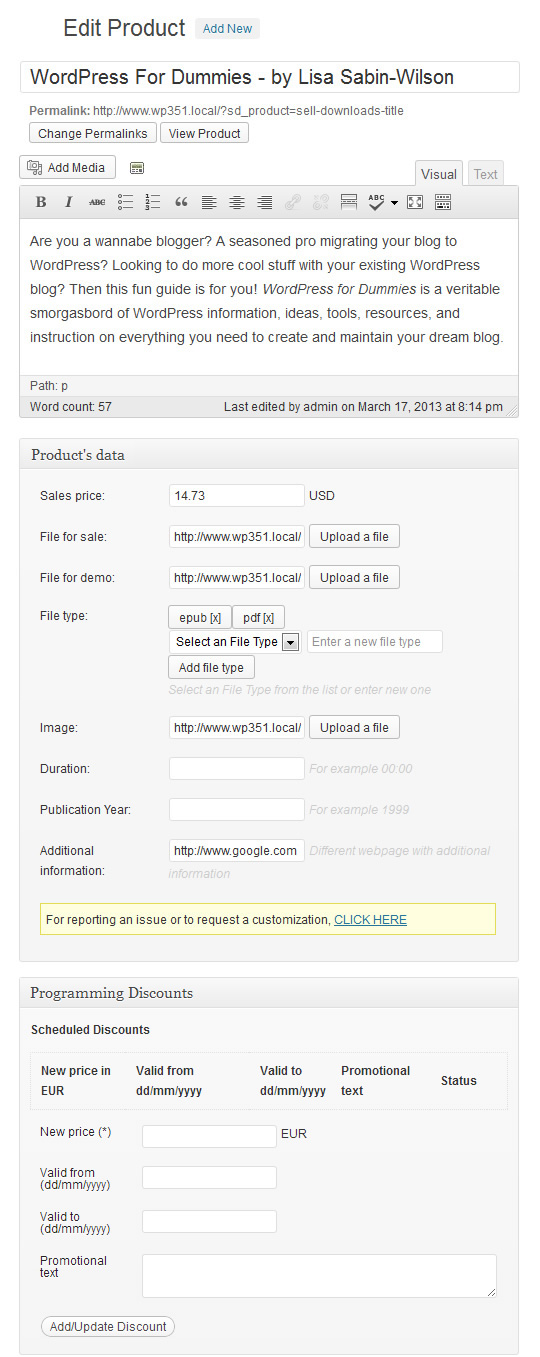 Edit Product Add New
WordPress For Dummies - by Lisa Sabin-Wilson
Permalink: http://www.wp351.local/?sd_product=sell-downloads-title
Change Permalinks View Product
Add Media
Visual Text
B I ABC ABC
Are you a wannabe blogger? A seasoned pro migrating your blog to
WordPress? Looking to do more cool stuff with your existing WordPress
blog? Then this fun guide is for you! WordPress for Dummies is a veritable
smorgasbord of WordPress information, ideas, tools, resources, and
instruction on everything you need to create and maintain your dream blog.
Path: p
Word count: 57 Last edited by admin on March 17, 2013 at 8:14 pm
Product's data
Sales price: 14.73 USD
File for sale: http://www.wp351.local/ Upload a file
File for demo: http://www.wp351.local/ Upload a file
File type: epub [x] pdf [x]
Select an File Type Enter a new file type
Add file type
Select an File Type from the list or enter new one
Image: http://www.wp351.local/ Upload a file
Duration: For example 00:00
Publication Year: For example 1999
Additional http://www.google.com Different webpage with additional
information: information
For reporting an issue or to request a customization, CLICK HERE
Programming Discounts
Scheduled Discounts
New price in Valid from Valid to Promotional Status
EUR dd/mm/yyyy dd/mm/yyyy text
New price (*) EUR
Valid from
(dd/mm/yyyy)
Valid to
(dd/mm/yyyy)
Promotional
text
Add/Update Discount